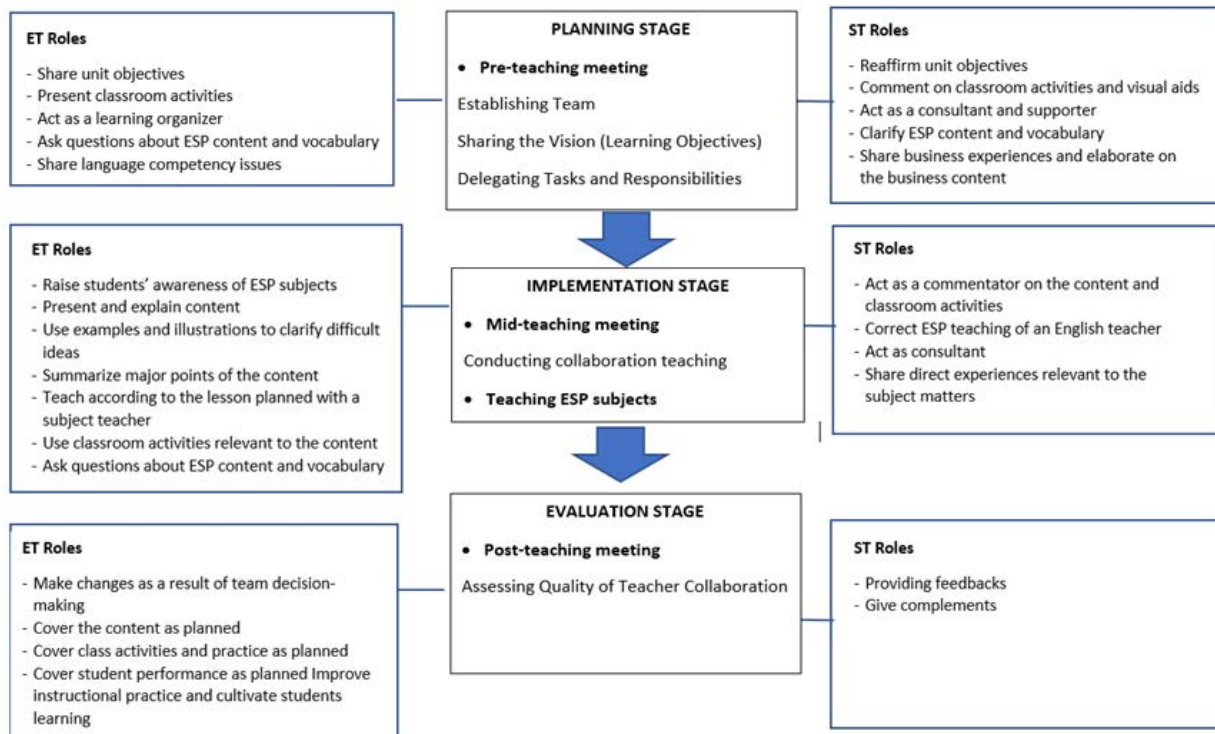 ET Roles
- Share unit objectives
- Present classroom activities
- Act as a learning organizer
- Ask questions about ESP content and vocabulary
- Share language competency issues
PLANNING STAGE
• Pre-teaching meeting
Establishing Team
Sharing the Vision (Learning Objectives)
Delegating Tasks and Responsibilities
ST Roles
- Reaffirm unit objectives
- Comment on classroom activities and visual aids
- Act as a consultant and supporter
- Clarify ESP content and vocabulary
- Share business experiences and elaborate on
the business content
ET Roles
- Raise students’ awareness of ESP subjects
- Present and explain content
- Use examples and illustrations to clarify difficult
ideas
- Summarize major points of the content
- Teach according to the lesson planned with a
subject teacher
- Use classroom activities relevant to the content
- Ask questions about ESP content and vocabulary
IMPLEMENTATION STAGE
• Mid-teaching meeting
Conducting collaboration teaching
• Teaching ESP subjects
ST Roles
- Act as a commentator on the content and
classroom activities
- Correct ESP teaching of an English teacher
- Act as consultant
- Share direct experiences relevant to the
subject matters
ET Roles
- Make changes as a result of team decision-
making
- Cover the content as planned
- Cover class activities and practice as planned
- Cover student performance as planned Improve
instructional practice and cultivate students
learning
EVALUATION STAGE
• Post-teaching meeting
Assessing Quality of Teacher Collaboration
ST Roles
- Providing feedbacks
- Give complements